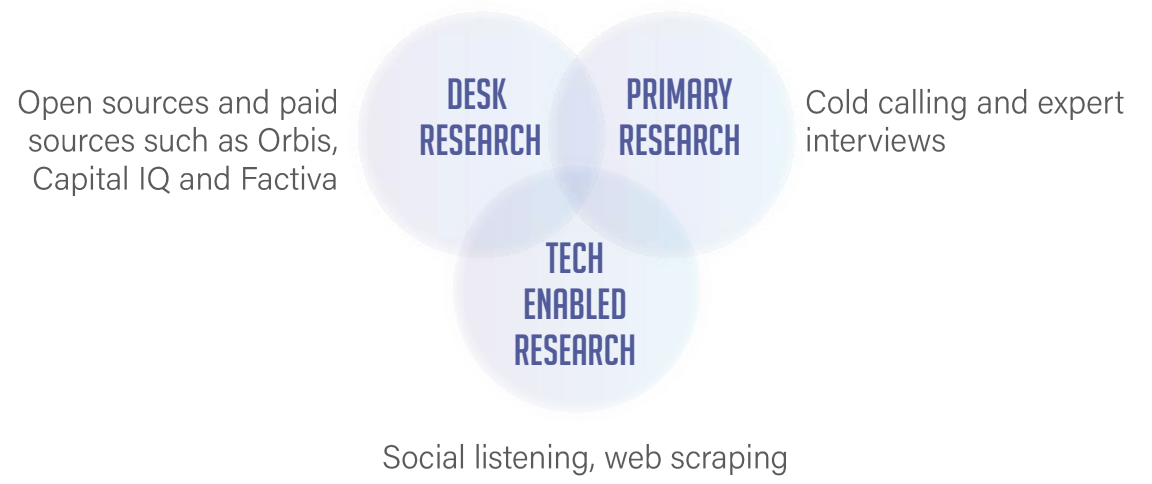 Open sources and paid
sources such as Orbis,
Capital IQ and Factiva
DESK
RESEARCH
PRIMARY
RESEARCH
Cold calling and expert
interviews
TECH
ENABLED
RESEARCH
Social listening, web scraping